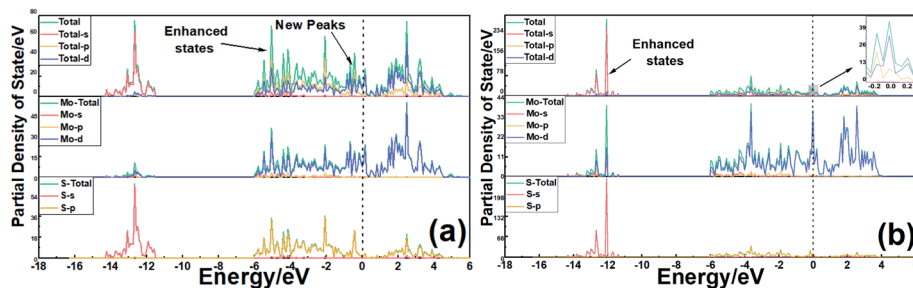 Partial Density of State/eV
Total
Total-s
Total-p
Total-d
Enhanced
states
New Peaks
80
60
40
20
0
Mo-Total
Mo-s
Mo-p
Mo-d
45
30
15
0
S-Total
S-s
S-p
54
36
18
0
(a)
-18 -16 -14 -12 -10 -8 -6 -4 -2 0 2 4 6
Energy/eV
Partial Density of State/eV
Total
Total-s
Total-p
Total-d
Enhanced
states
234
156
78
0
39
26
13
0
-0.2 0.0 0.2
Mo-Total
Mo-s
Mo-p
Mo-d
44
33
22
11
0
S-Total
S-s
S-p
198
132
66
0
(b)
-18 -16 -14 -12 -10 -8 -6 -4 -2 0 2 4 6
Energy/eV